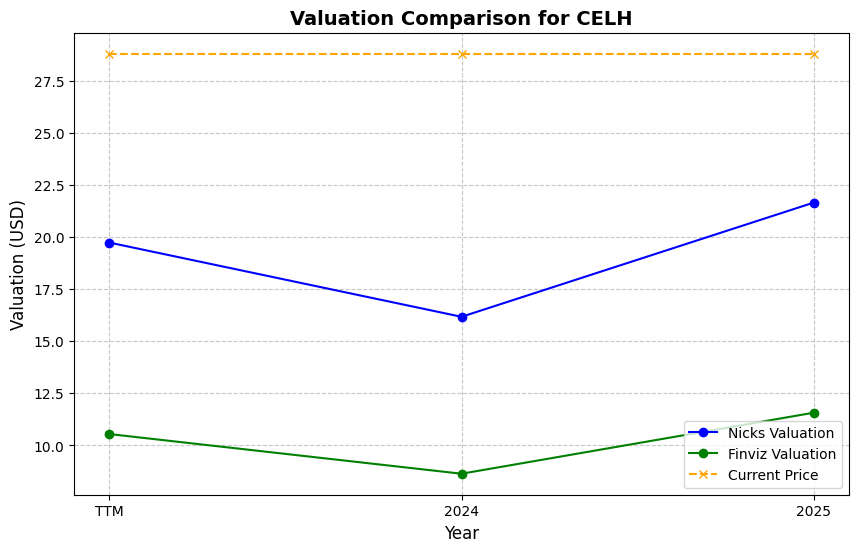 Valuation Comparison for CELH
Valuation (USD)
27.5
25.0
22.5
20.0
17.5
15.0
12.5
10.0
Nicks Valuation
Finviz Valuation
Current Price
TTM 2024 2025
Year